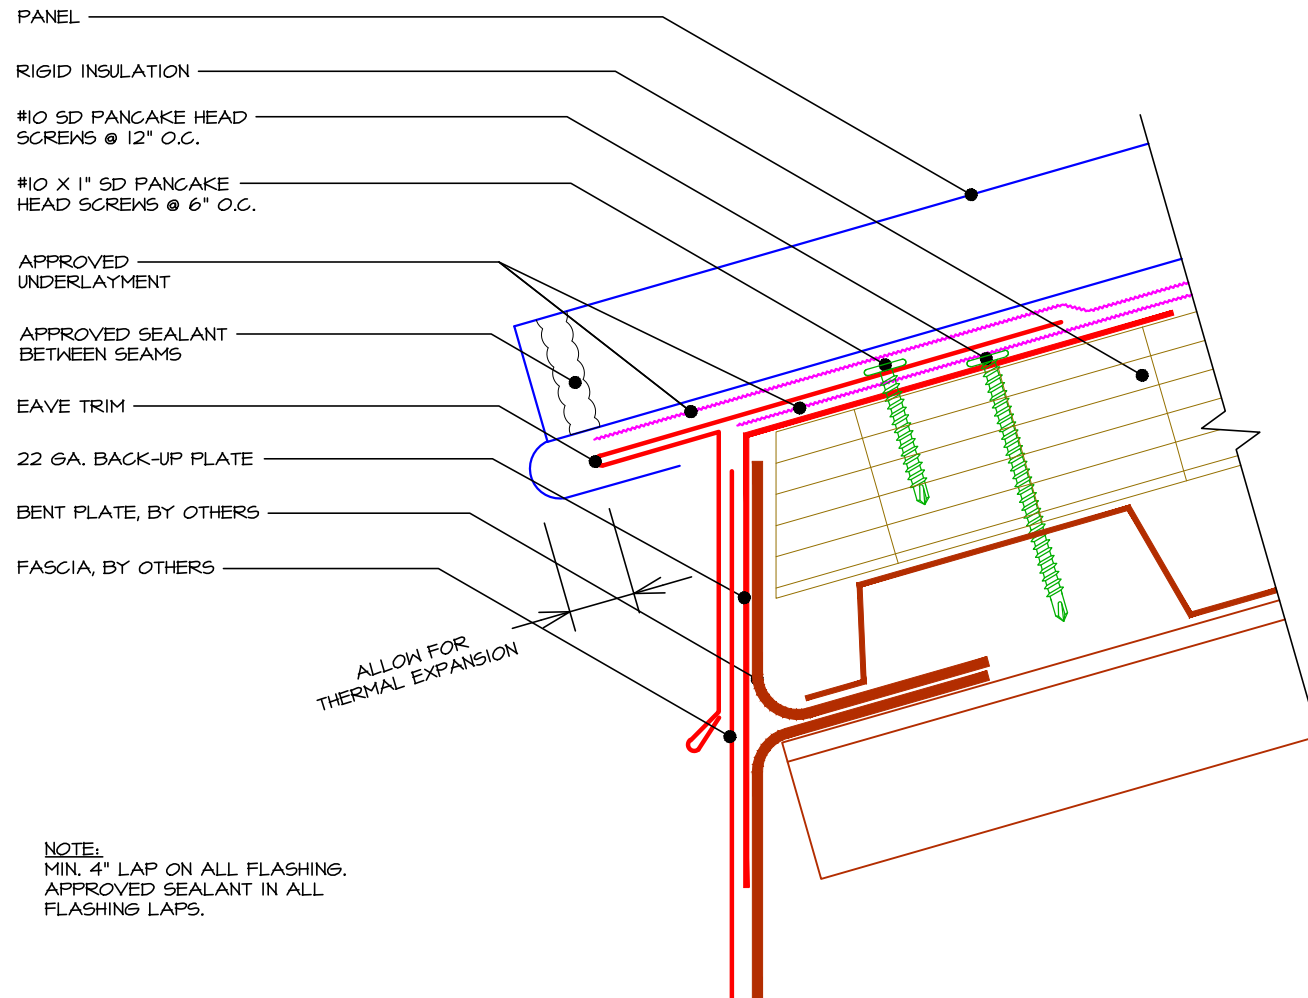 PANEL
RIGID INSULATION
#10 SD PANCAKE HEAD
SCREWS @ 12" O.C.
#10 X 1" SD PANCAKE
HEAD SCREWS @ 6" O.C.
APPROVED
UNDERLAYMENT
APPROVED SEALANT
BETWEEN SEAMS
EAVE TRIM
22 GA. BACK-UP PLATE
BENT PLATE, BY OTHERS
FASCIA, BY OTHERS
ALLOW FOR
THERMAL EXPANSION
NOTE:
MIN. 4" LAP ON ALL FLASHING.
APPROVED SEALANT IN ALL
FLASHING LAPS.